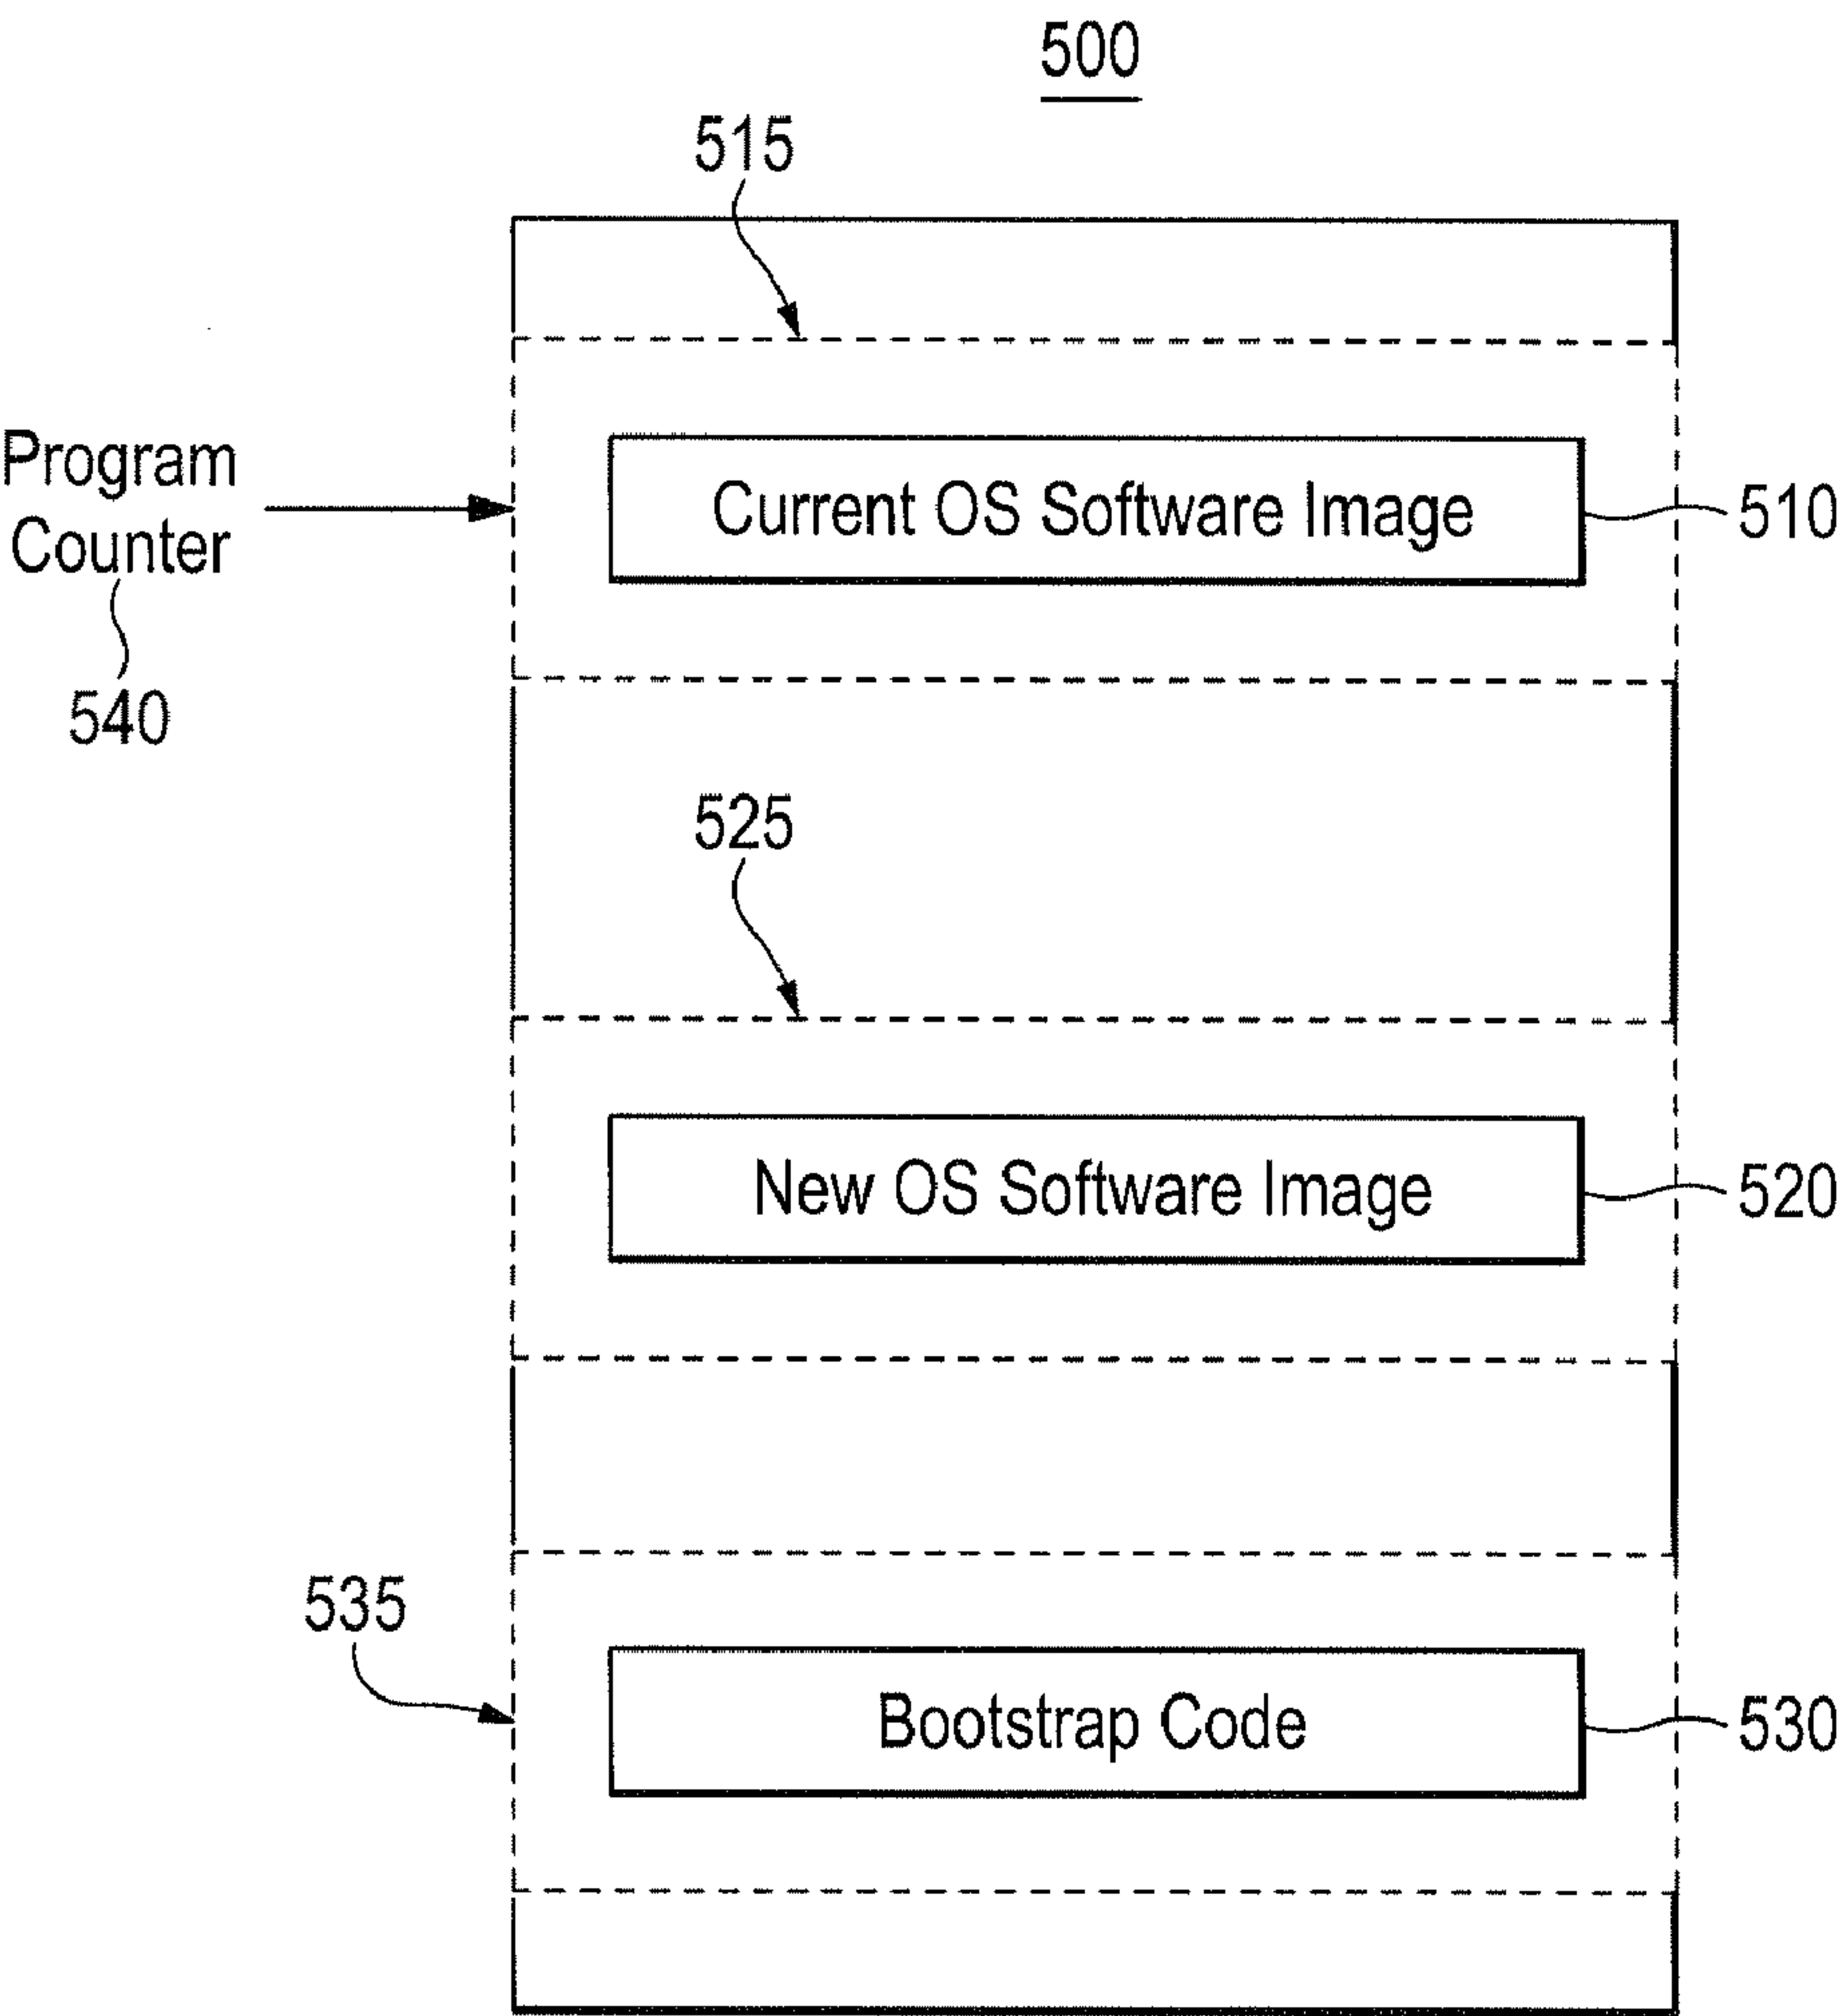 500
515
Program
Counter
540
Current OS Software Image
510
525
New OS Software Image
520
535
Bootstrap Code
530